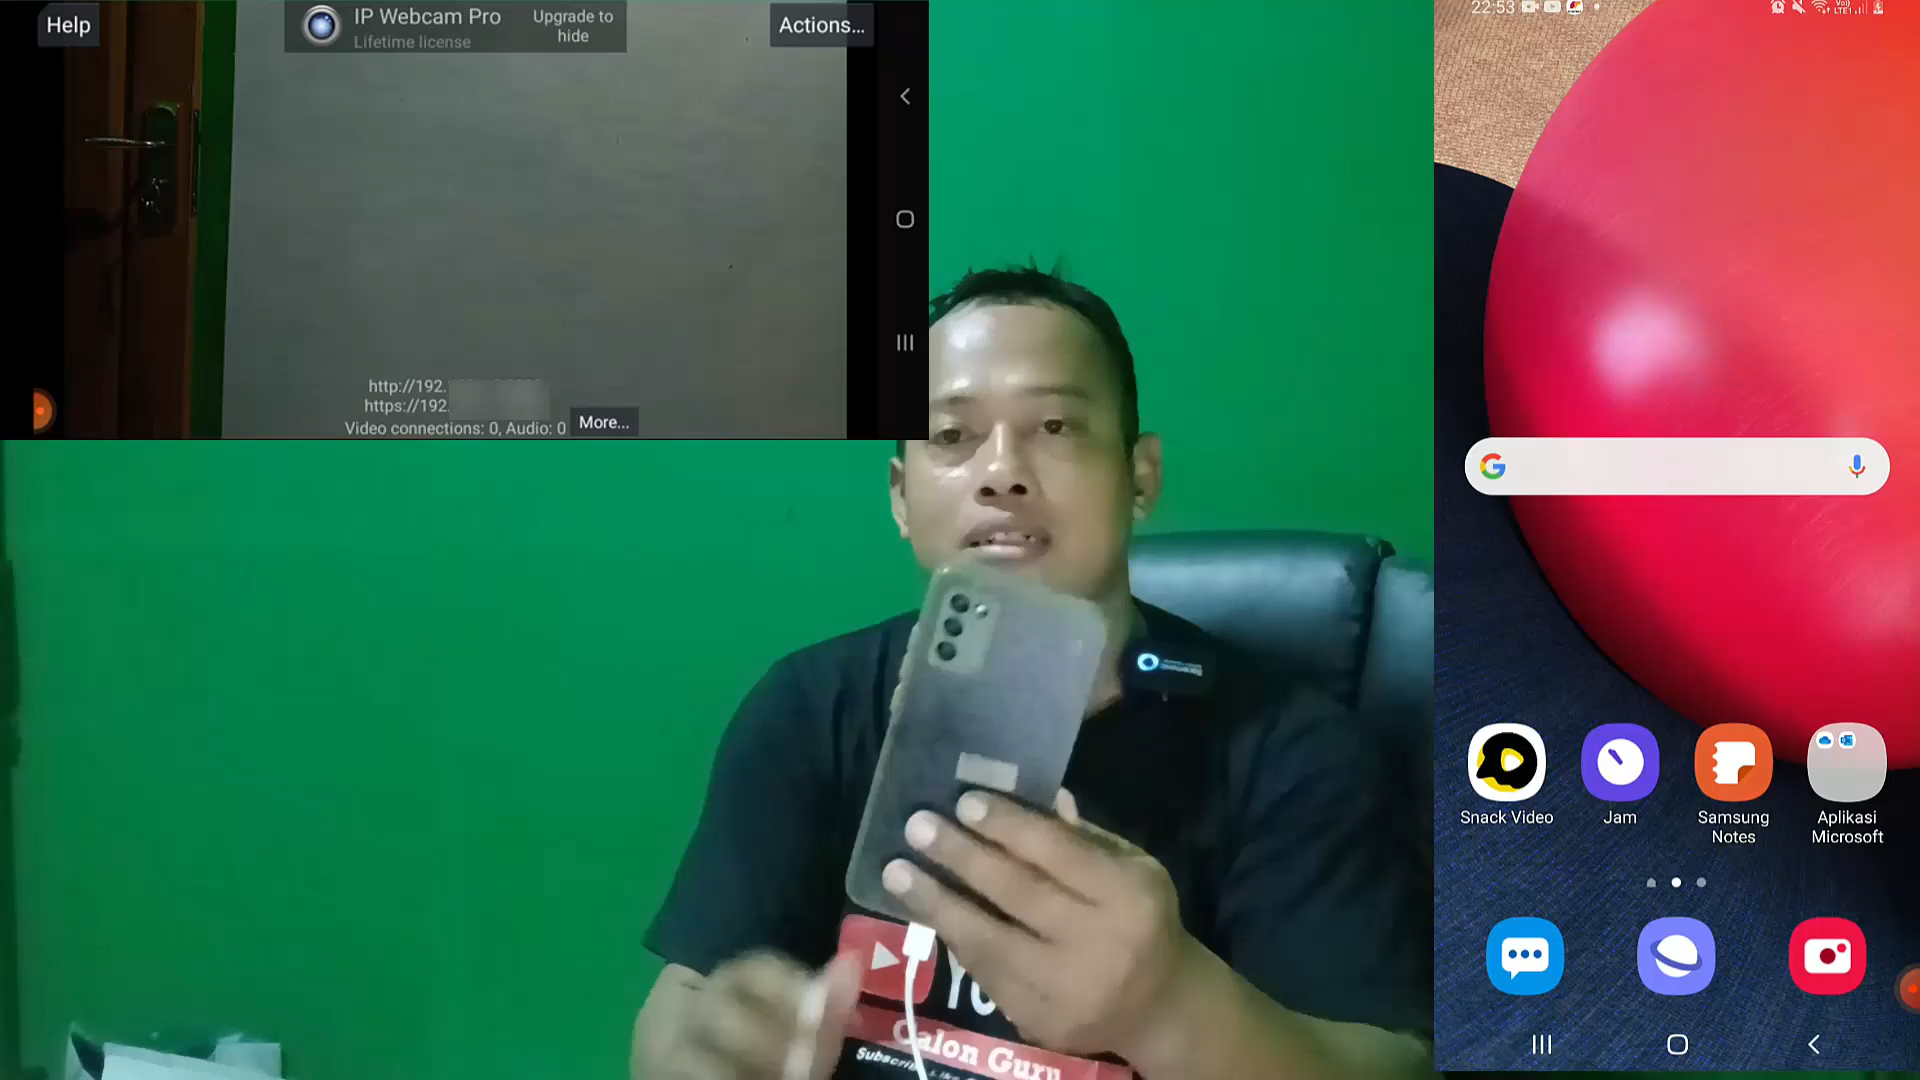 Help
IP Webcam Pro
Lifetime license
Upgrade to
hide
Actions...
http://192.
https://192.
Video connections: 0, Audio: 0
More...
22:53
Snack Video
Jam
Samsung
Notes
Aplikasi
Microsoft
Calon Guru